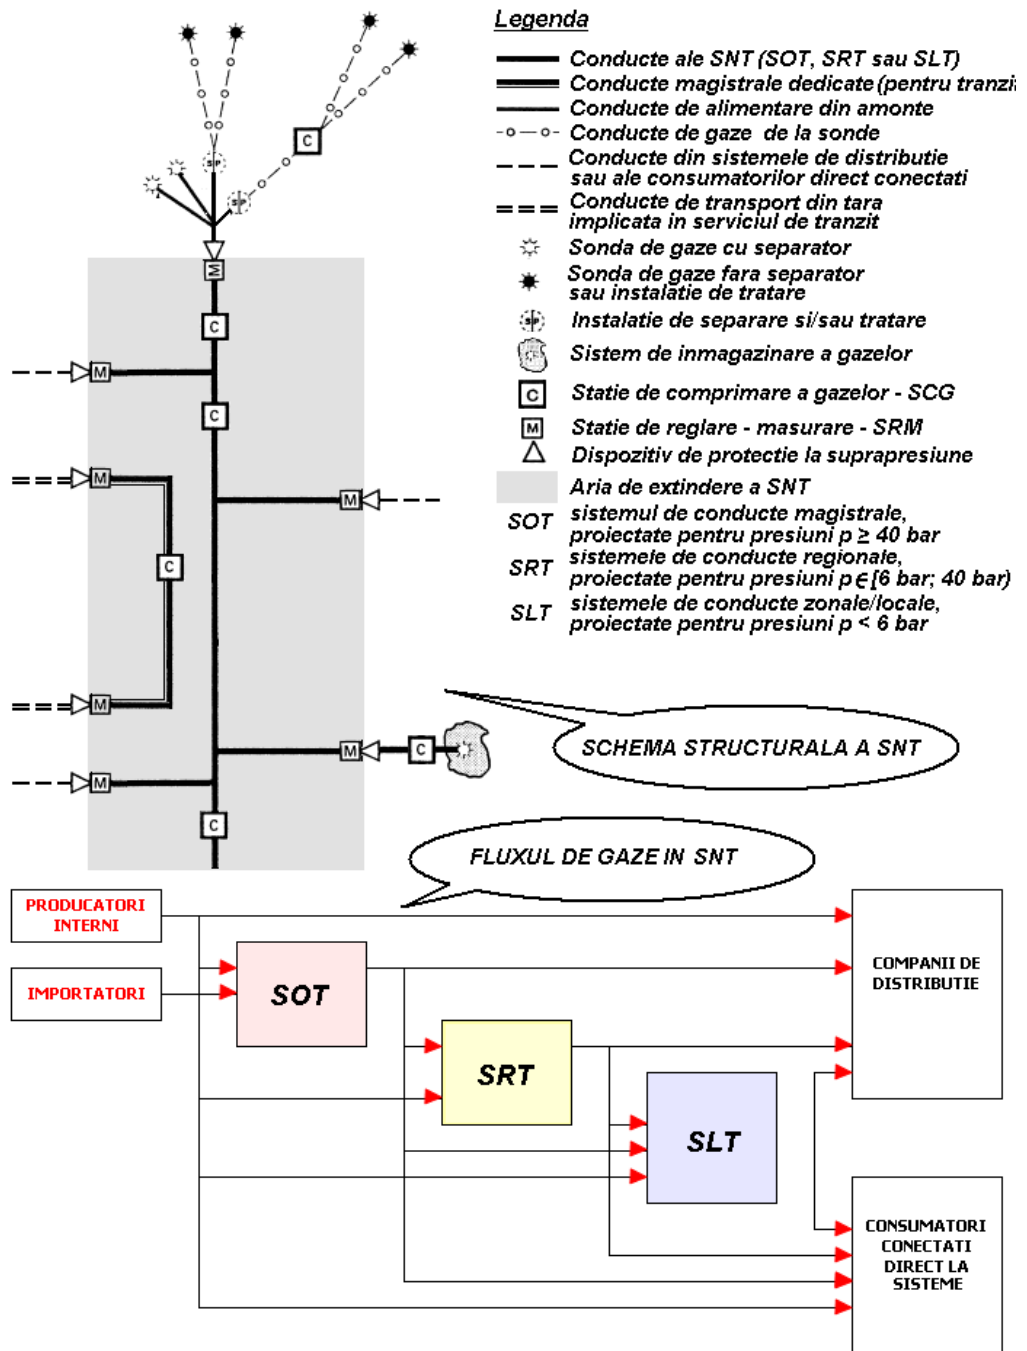 Legenda
Conducte ale SNT (SOT, SRT sau SLT)
Conducte magistrale dedicate (pentru tranzit
Conducte de alimentare din amonte
Conducte de gaze de la sonde
Conducte din sistemele de distributie
sau ale consumatorilor direct conectati
Conducte de transport din tara
implicata in serviciul de tranzit
Sonda de gaze cu separator
Sonda de gaze fara separator
sau instalatie de tratare
SP Instalatie de separare si/sau tratare
Sistem de inmagazinare a gazelor
C Statie de comprimare a gazelor - SCG
M Statie de reglare - masurare - SRM
Dispozitiv de protectie la suprapresiune
Aria de extindere a SNT
SOT sistemul de conducte magistrale,
proiectate pentru presiuni p ≥ 40 bar
SRT sistemele de conducte regionale,
proiectate pentru presiuni p ∈ [6 bar; 40 bar)
SLT sistemele de conducte zonale/locale,
proiectate pentru presiuni p < 6 bar
C
SP
SP
M
C
M
C
M
M
C
M
M
C
M
C
SCHEMA STRUCTURALA A SNT
FLUXUL DE GAZE IN SNT
PRODUCATORI
INTERNI
IMPORTATORI
SOT
SRT
SLT
COMPANII DE
DISTRIBUTIE
CONSUMATORI
CONECTATI
DIRECT LA
SISTEME